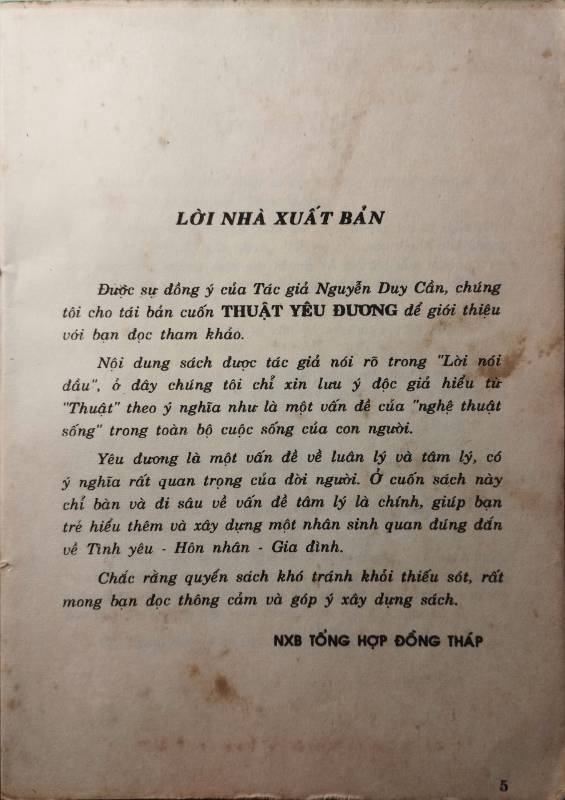 LỜI NHÀ XUẤT BẢN
Được sự đồng ý của Tác giả Nguyễn Duy Cần, chúng
tôi cho tái bản cuốn THUẬT YÊU ĐƯƠNG để giới thiệu
với bạn đọc tham khảo.
Nội dung sách được tác giả nói rõ trong "Lời nói
đầu", ở đây chúng tôi chỉ xin lưu ý độc giả hiểu từ
"Thuật" theo ý nghĩa như là một vấn đề của "nghệ thuật
sống" trong toàn bộ cuộc sống của con người.
Yêu đương là một vấn đề về luân lý và tâm lý, có
ý nghĩa rất quan trọng của đời người. Ở cuốn sách này
chỉ bàn và đi sâu về vấn đề tâm lý là chính, giúp bạn
trẻ hiểu thêm và xây dựng một nhân sinh quan đúng đắn
về Tình yêu - Hôn nhân - Gia đình.
Chắc rằng quyển sách khó tránh khỏi thiếu sót, rất
mong bạn đọc thông cảm và góp ý xây dựng sách.
NXB TỔNG HỢP ĐỒNG THÁP
5